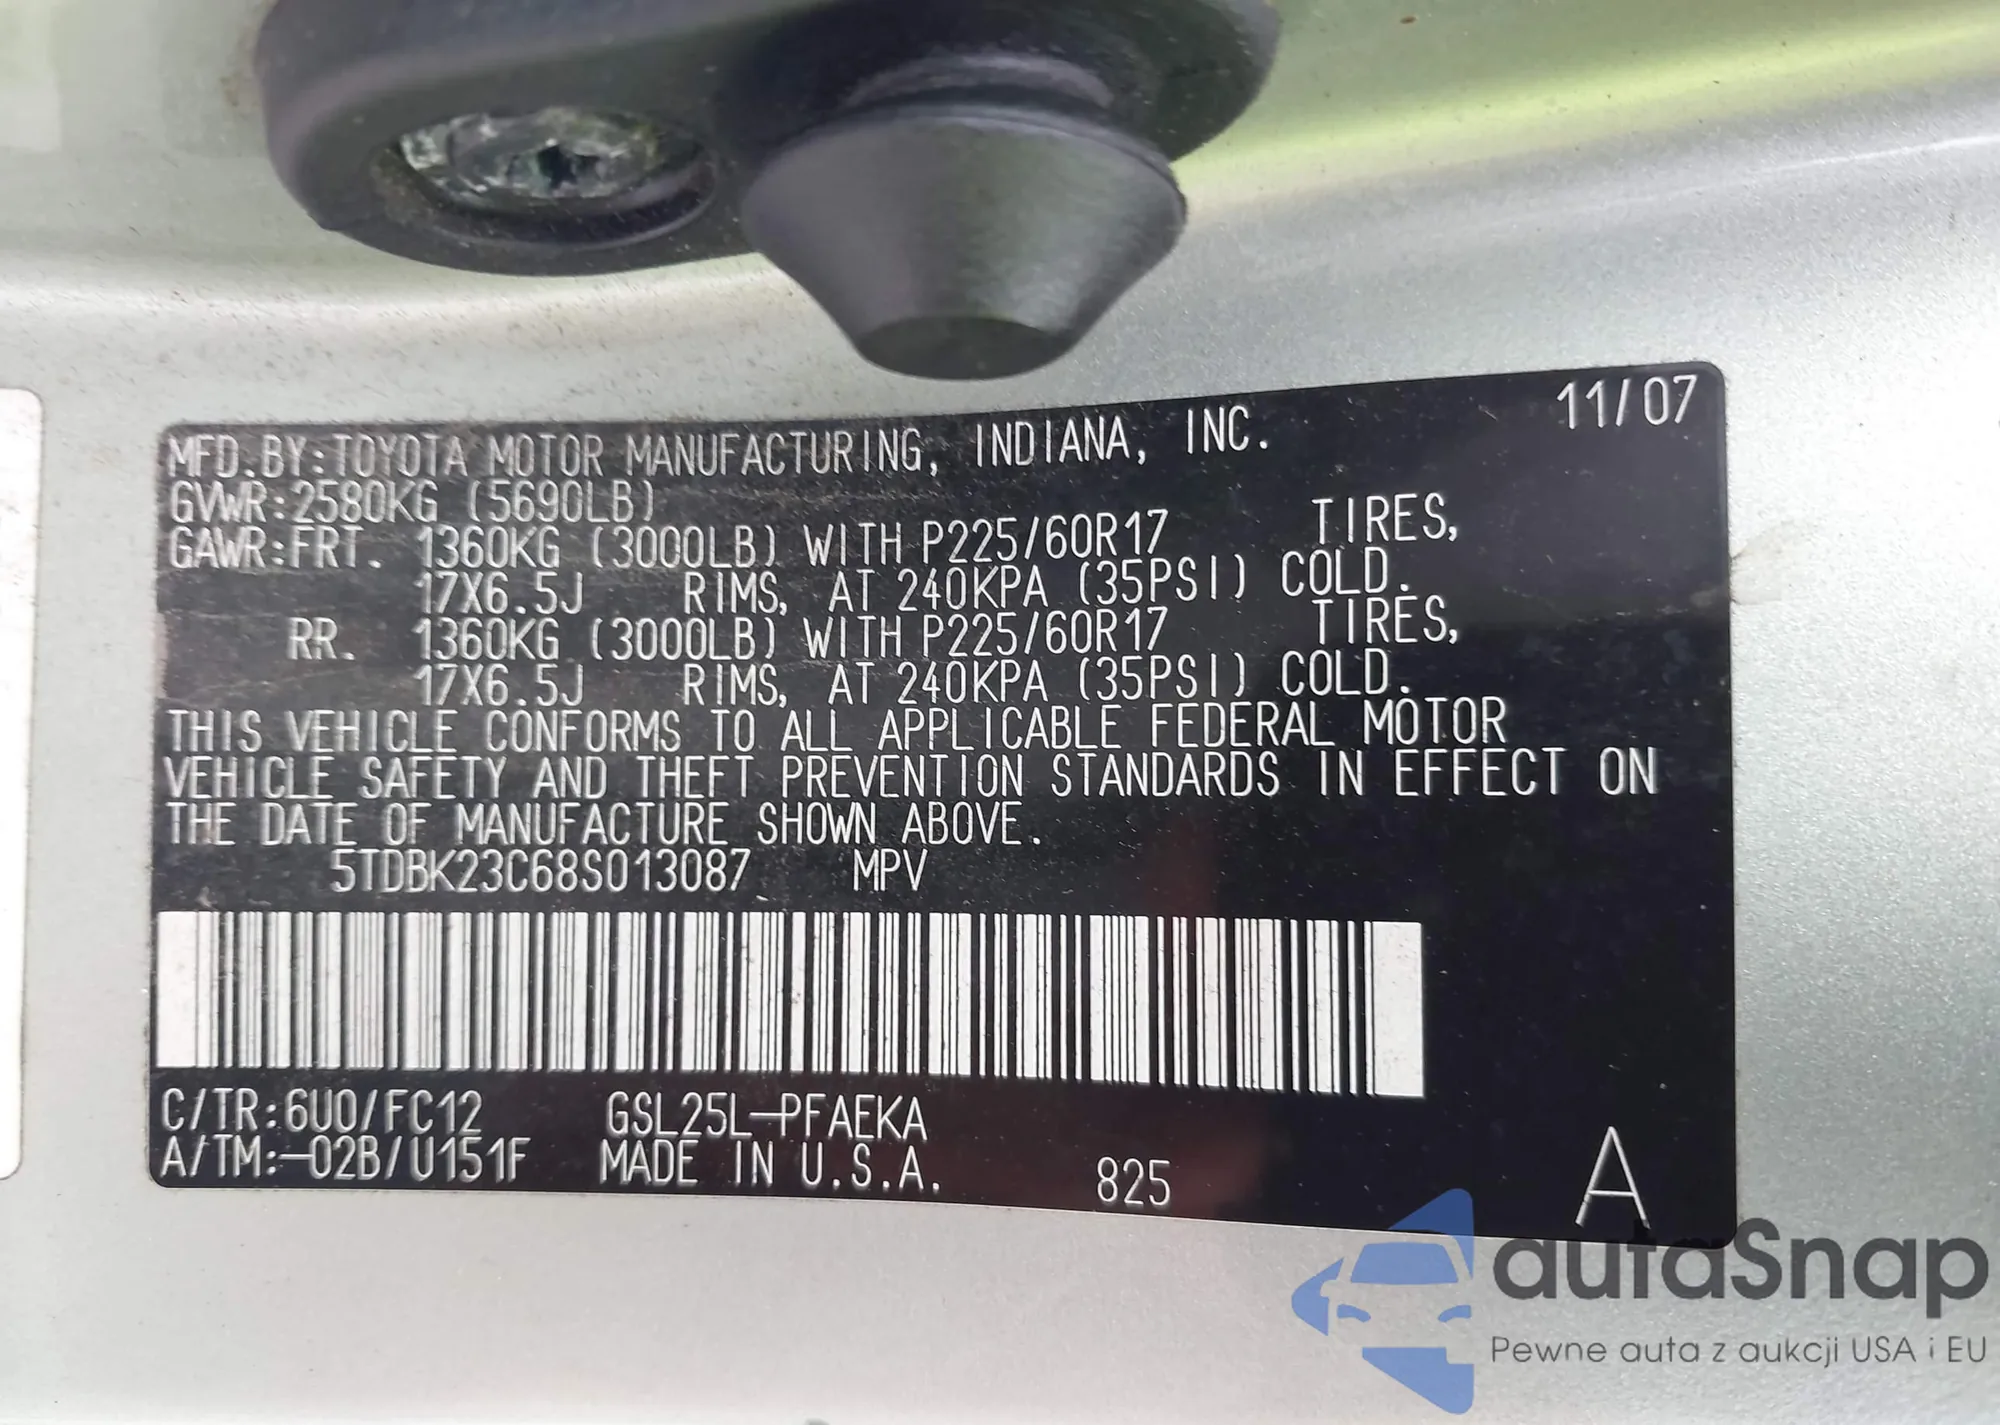 11/07
MFD.BY:TOYOTA MOTOR MANUFACTURING, INDIANA, INC.
GVWR:2580KG (5690LB)
GAWR:FRT. 1360KG (3000LB) WITH P225/60R17 TIRES,
17X6.5J RIMS, AT 240KPA (35PSI) COLD.
RR. 1360KG (3000LB) WITH P225/60R17 TIRES,
17X6.5J RIMS, AT 240KPA (35PSI) COLD.
THIS VEHICLE CONFORMS TO ALL APPLICABLE FEDERAL MOTOR
VEHICLE SAFETY AND THEFT PREVENTION STANDARDS IN EFFECT ON
THE DATE OF MANUFACTURE SHOWN ABOVE.
5TDBK23C68S013087 MPV
C/TR:6U0/FC12 GSL25L-PFAEKA
A/TM:-02B/U151F MADE IN U.S.A. 825 A
autaSnap
Pewne auta z aukcji USA i EU